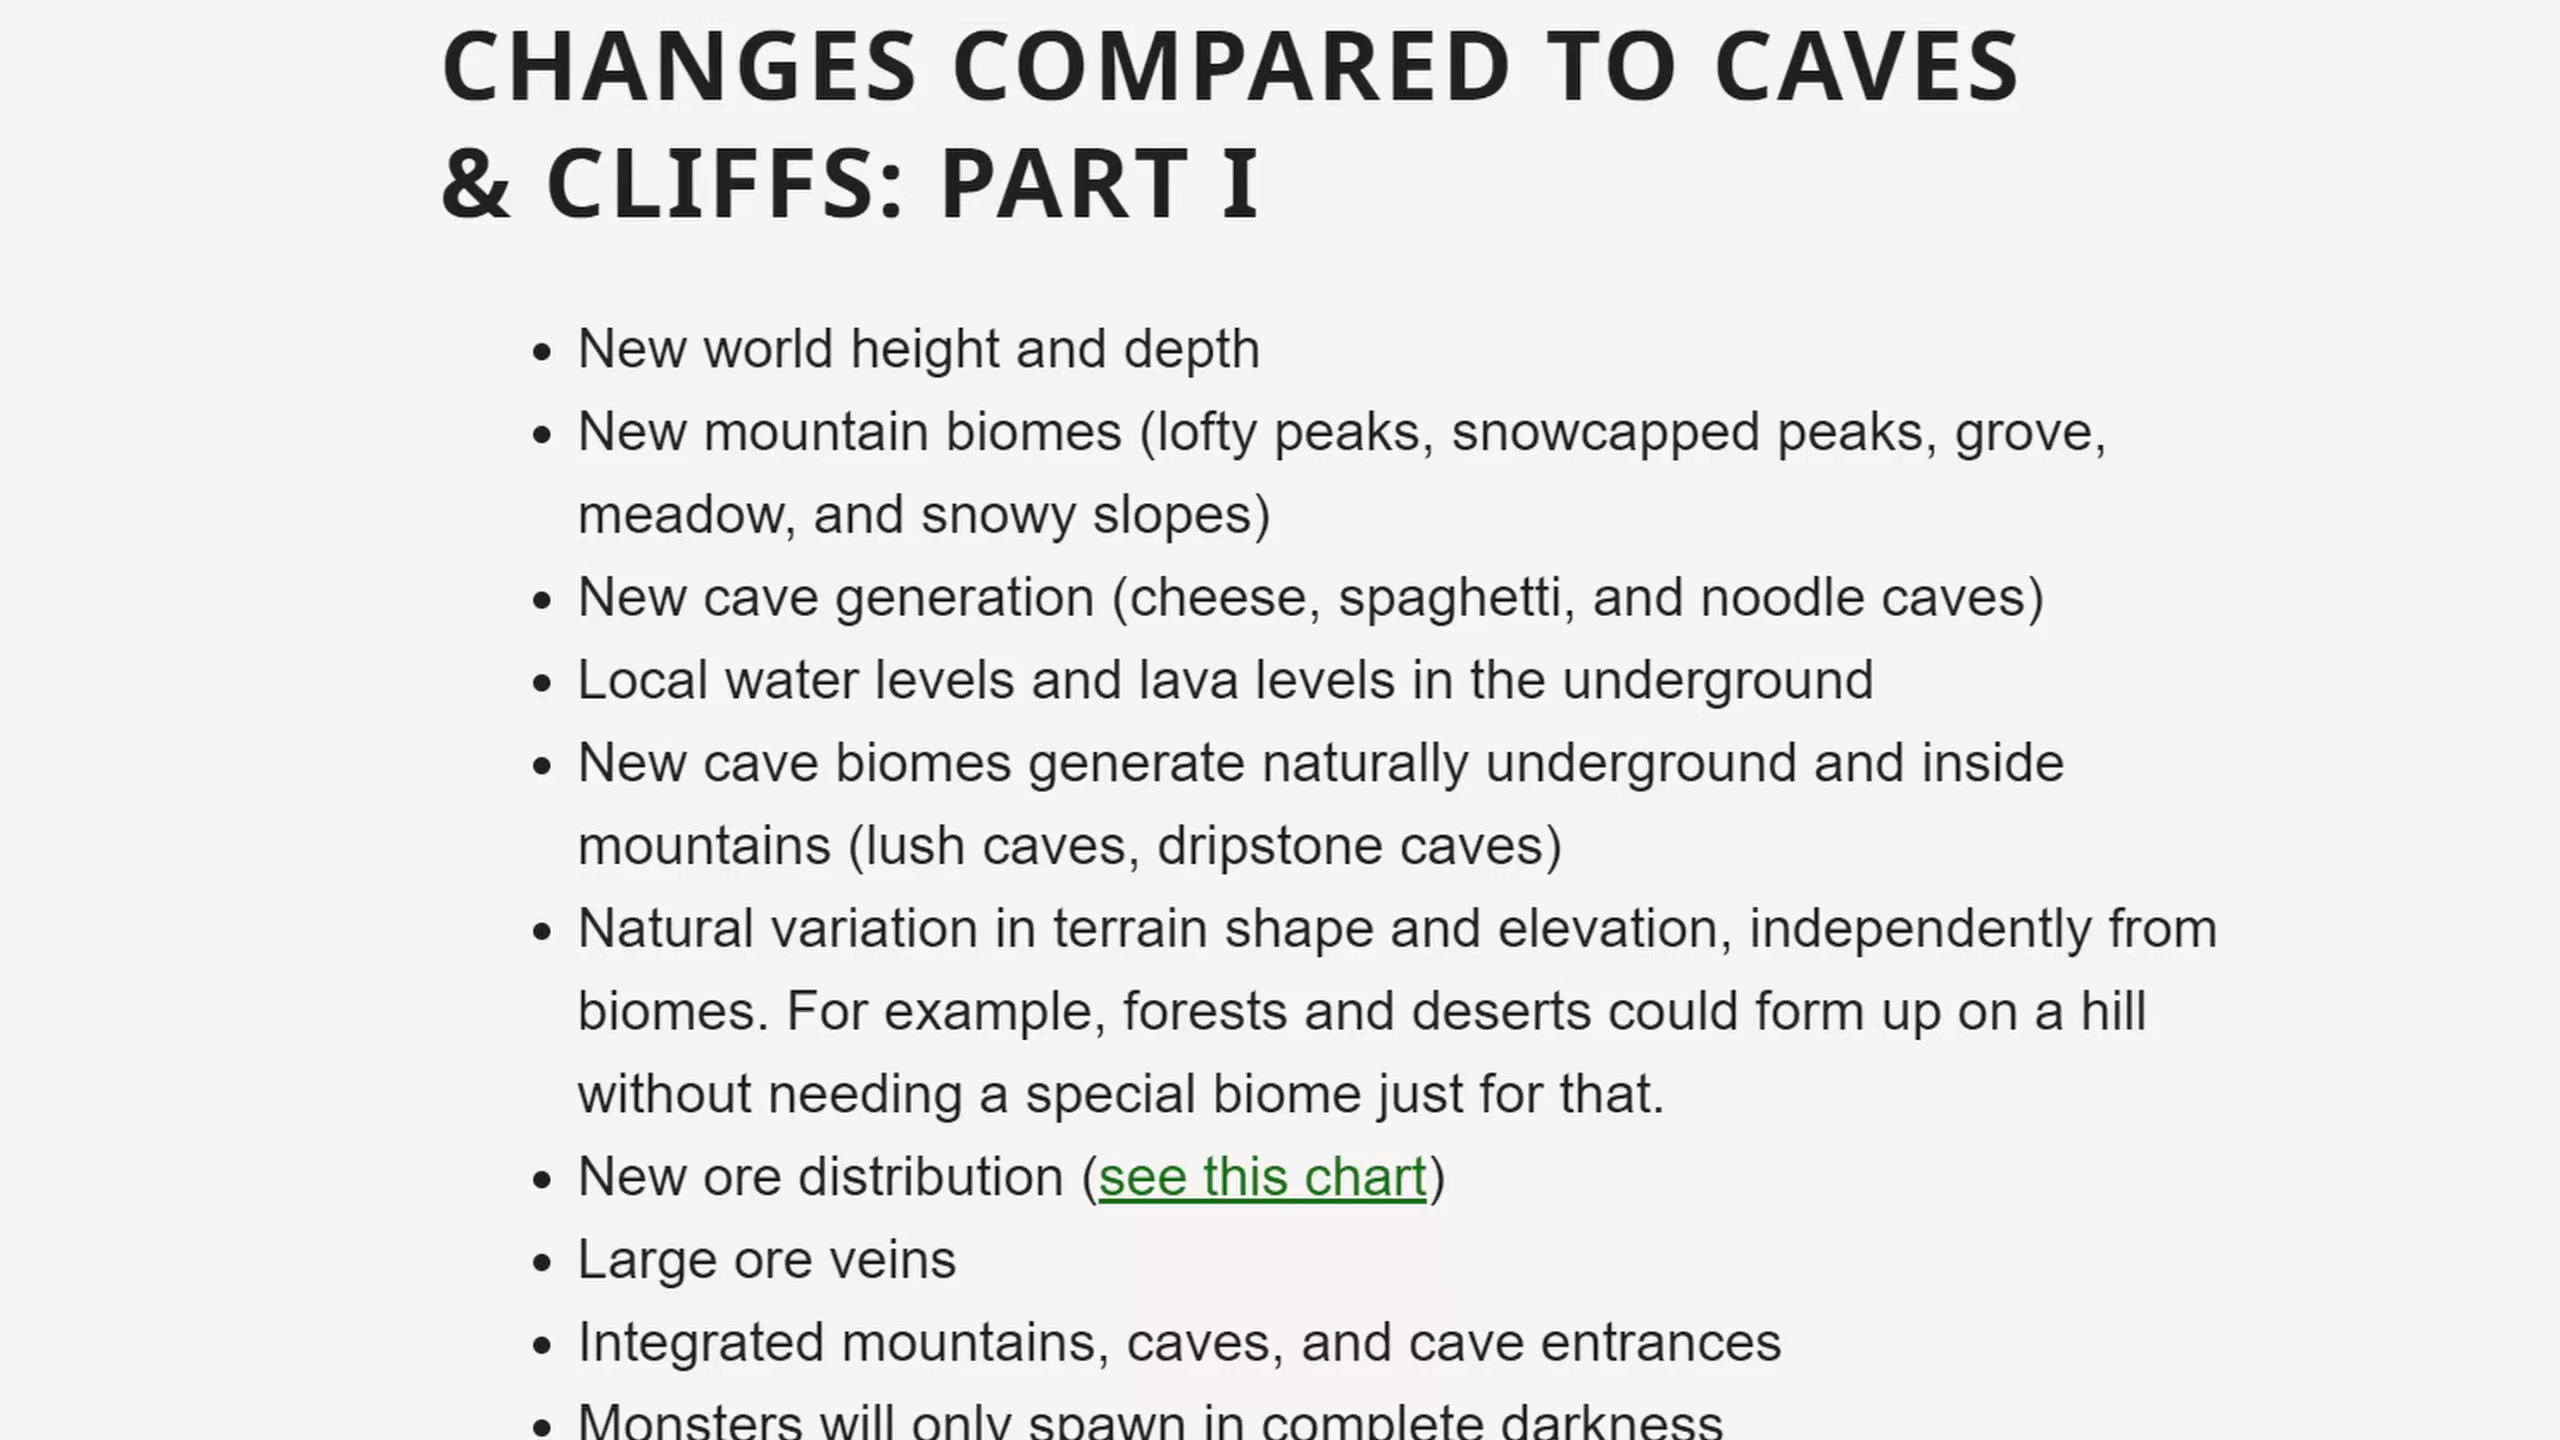 CHANGES COMPARED TO CAVES
& CLIFFS: PART I
• New world height and depth
• New mountain biomes (lofty peaks, snowcapped peaks, grove,
meadow, and snowy slopes)
• New cave generation (cheese, spaghetti, and noodle caves)
• Local water levels and lava levels in the underground
• New cave biomes generate naturally underground and inside
mountains (lush caves, dripstone caves)
• Natural variation in terrain shape and elevation, independently from
biomes. For example, forests and deserts could form up on a hill
without needing a special biome just for that.
• New ore distribution (see this chart)
• Large ore veins
• Integrated mountains, caves, and cave entrances
• Monsters will only spawn in complete darkness